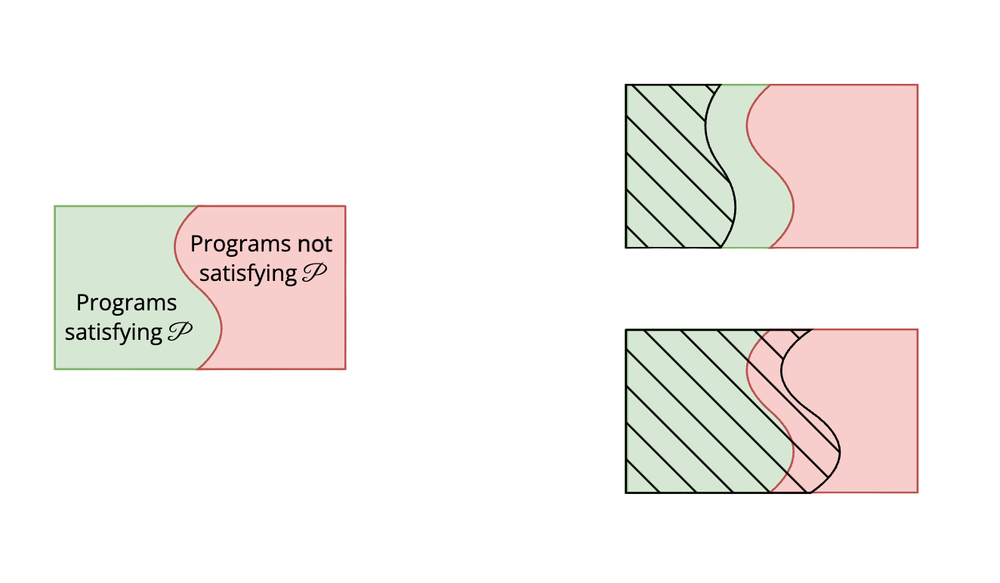 Programs not
satisfying 𝒫
Programs
satisfying 𝒫